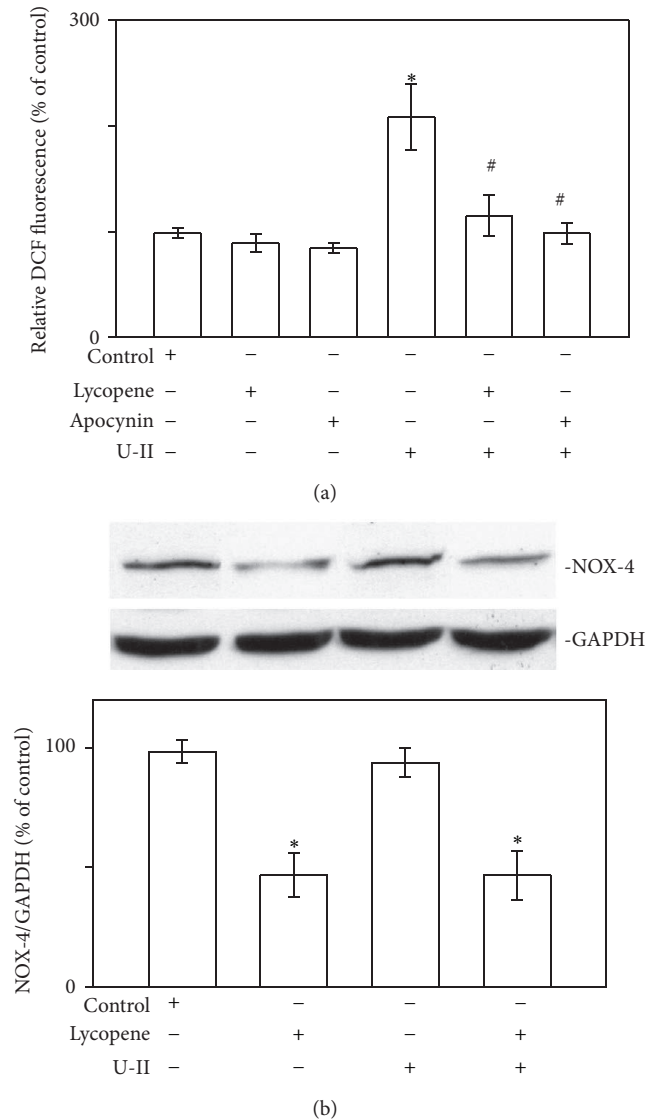 300
Relative DCF fluorescence (% of control)
*
#
#
0
Control + − − − − −
Lycopene − + − − + −
Apocynin − − + − − +
U-II − − − + + +
(a)
-NOX-4
-GAPDH
NOX-4/GAPDH (% of control)
100
*
*
0
Control + − − −
Lycopene − + − +
U-II − − + +
(b)